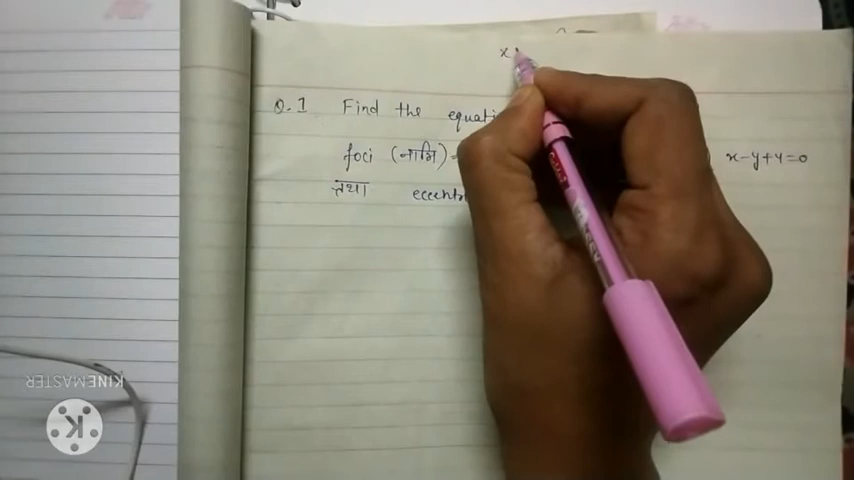 x
Q.1 Find the equati
foci (नाभि) = x-y+4=0
तथा eccentr
KINEMASTER
K